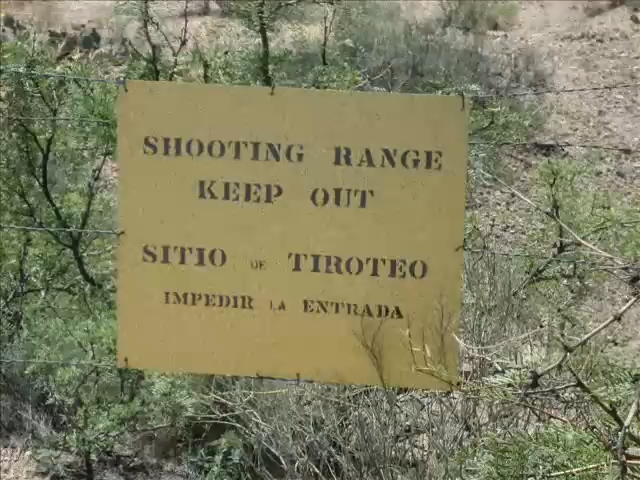 SHOOTING RANGE
KEEP OUT
SITIO DE TIROTEO
IMPEDIR LA ENTRADA